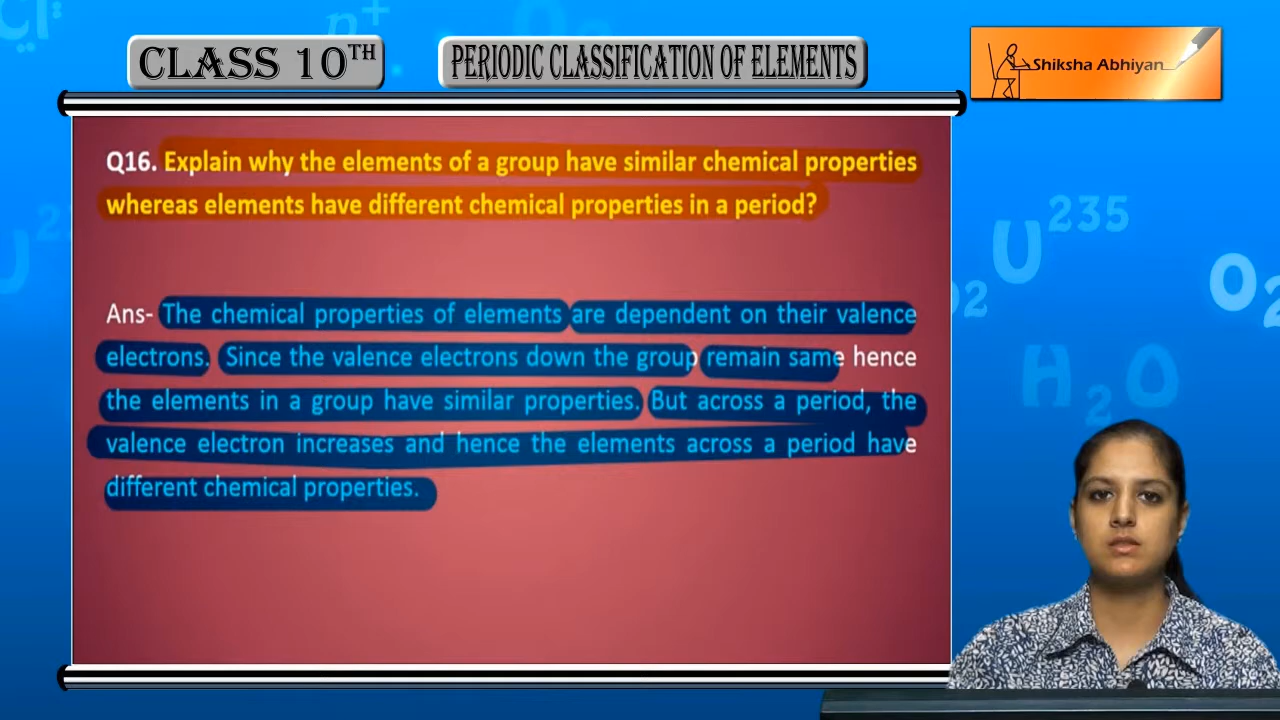 CLASS 10TH
PERIODIC CLASSIFICATION OF ELEMENTS
Shiksha Abhiyan
Q16. Explain why the elements of a group have similar chemical properties
whereas elements have different chemical properties in a period?
Ans- The chemical properties of elements are dependent on their valence
electrons. Since the valence electrons down the group remain same hence
the elements in a group have similar properties. But across a period, the
valence electron increases and hence the elements across a period have
different chemical properties.
U235
O2
H2O